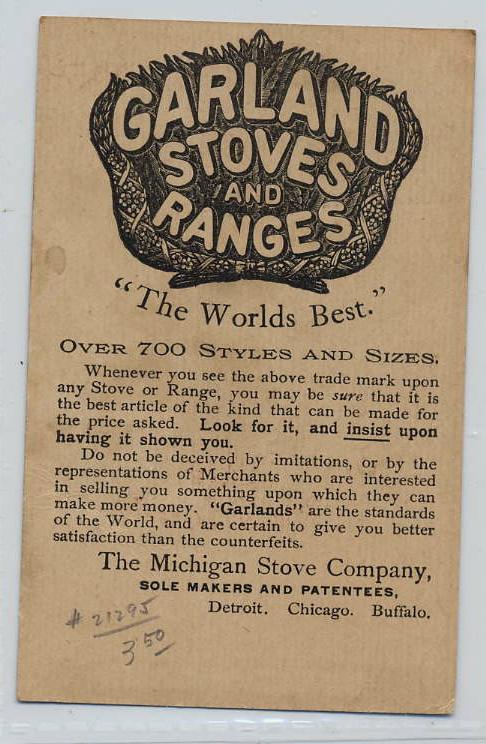 GARLAND
STOVES
AND
RANGES
"The Worlds Best."
OVER 700 STYLES AND SIZES.
Whenever you see the above trade mark upon
any Stove or Range, you may be sure that it is
the best article of the kind that can be made for
the price asked. Look for it, and insist upon
having it shown you.
Do not be deceived by imitations, or by the
representations of Merchants who are interested
in selling you something upon which they can
make more money. "Garlands" are the standards
of the World, and are certain to give you better
satisfaction than the counterfeits.
The Michigan Stove Company,
SOLE MAKERS AND PATENTEES,
Detroit. Chicago. Buffalo.
# 21295
3 50